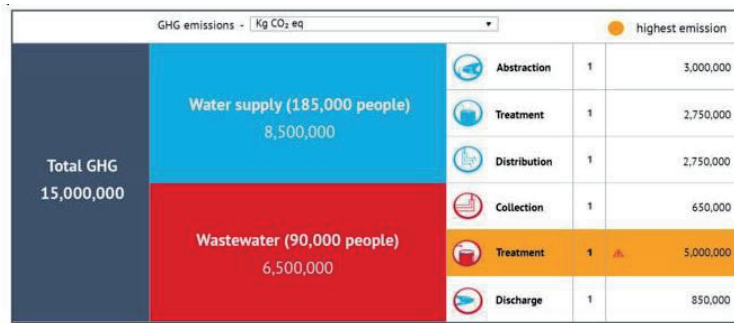 GHG emissions - Kg CO₂ eq
highest emission
Total GHG
15,000,000
Water supply (185,000 people)
8,500,000
Wastewater (90,000 people)
6,500,000
Abstraction 1 3,000,000
Treatment 1 2,750,000
Distribution 1 2,750,000
Collection 1 650,000
Treatment 1 5,000,000
Discharge 1 850,000